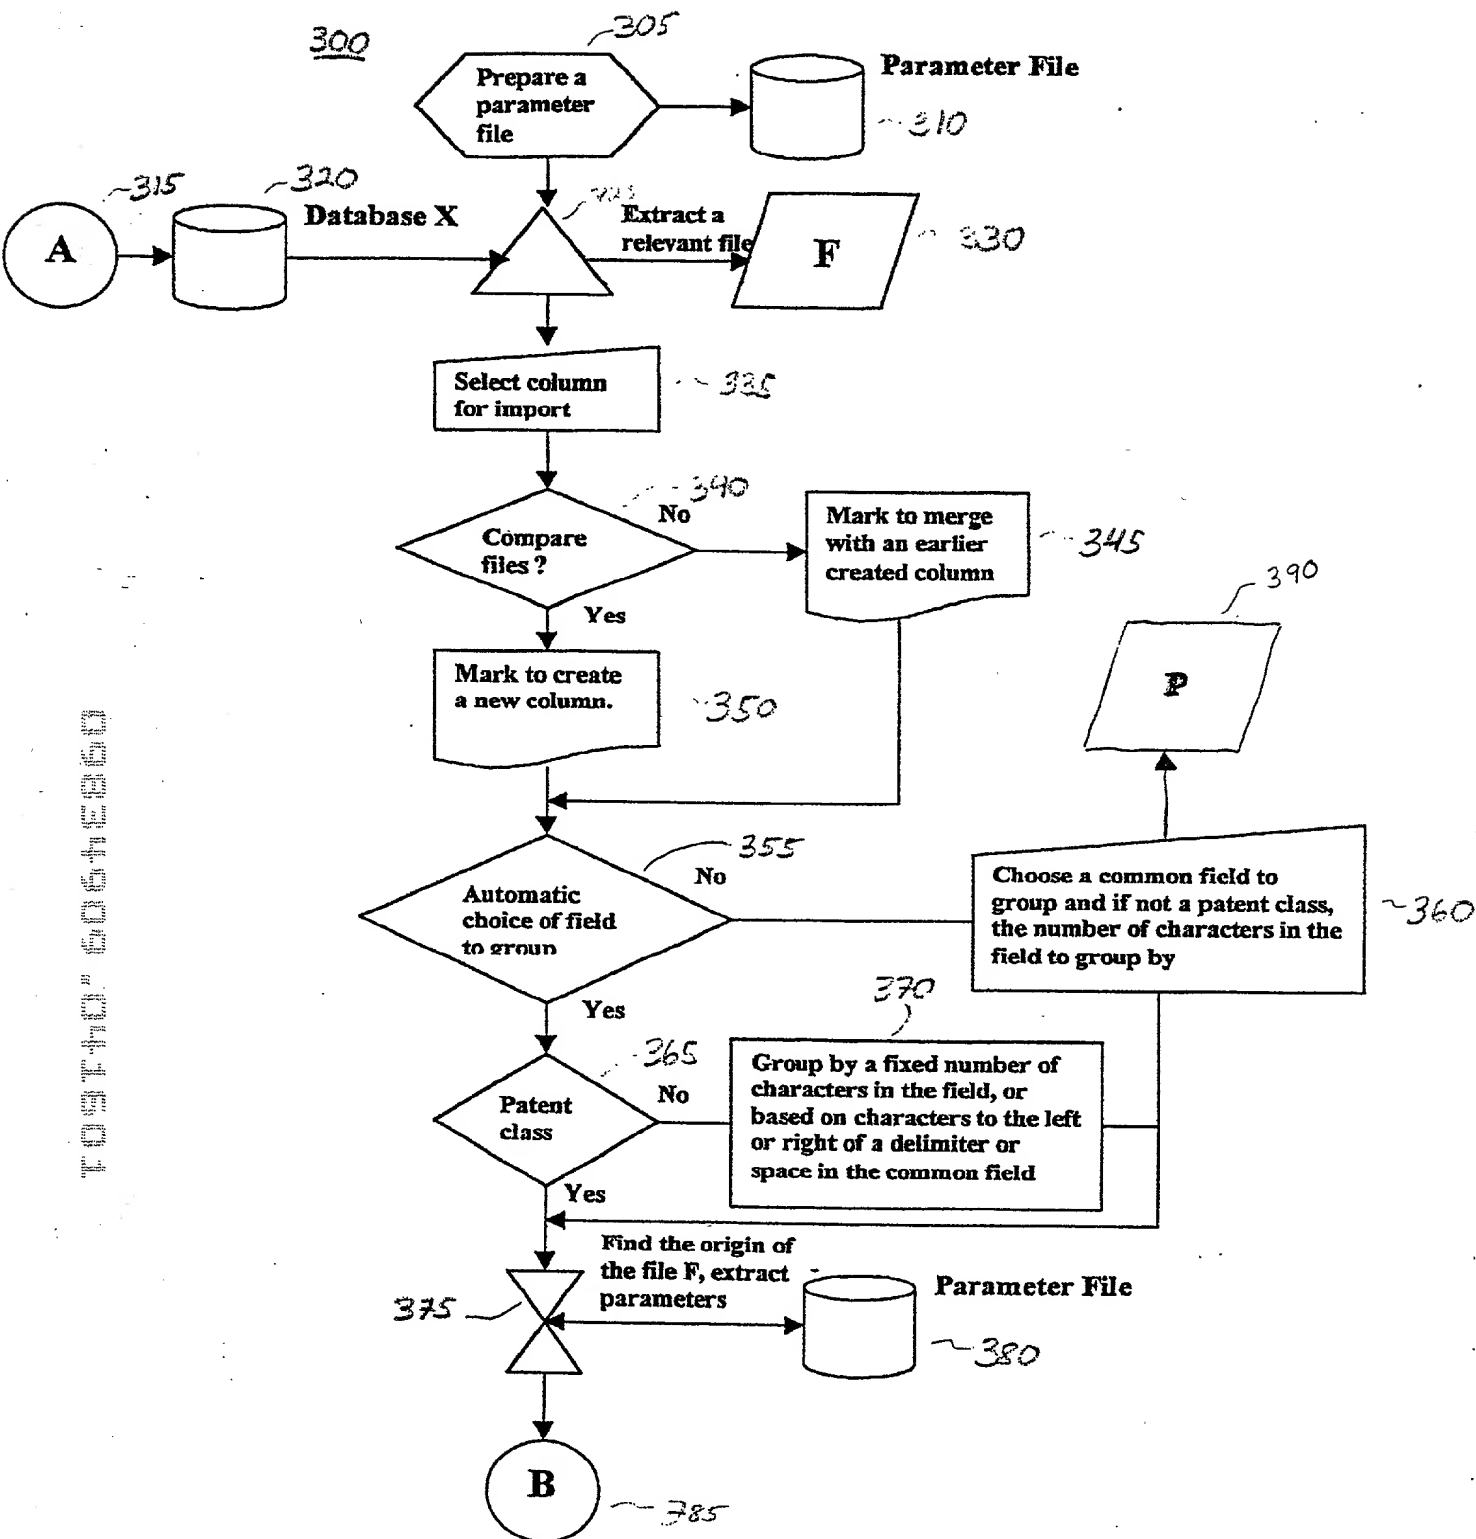 300
305
Prepare a
parameter
file
Parameter File
310
315
320
A
Database X
Extract a
relevant file
F
330
Select column
for import
335
340
No
Compare
files ?
Mark to merge
with an earlier
created column
345
390
Yes
P
Mark to create
a new column.
350
355
No
Automatic
choice of field
to group
Choose a common field to
group and if not a patent class,
the number of characters in the
field to group by
360
Yes
370
365
No
Patent
class
Group by a fixed number of
characters in the field, or
based on characters to the left
or right of a delimiter or
space in the common field
Yes
Find the origin of
the file F, extract
parameters
375
Parameter File
380
B
385